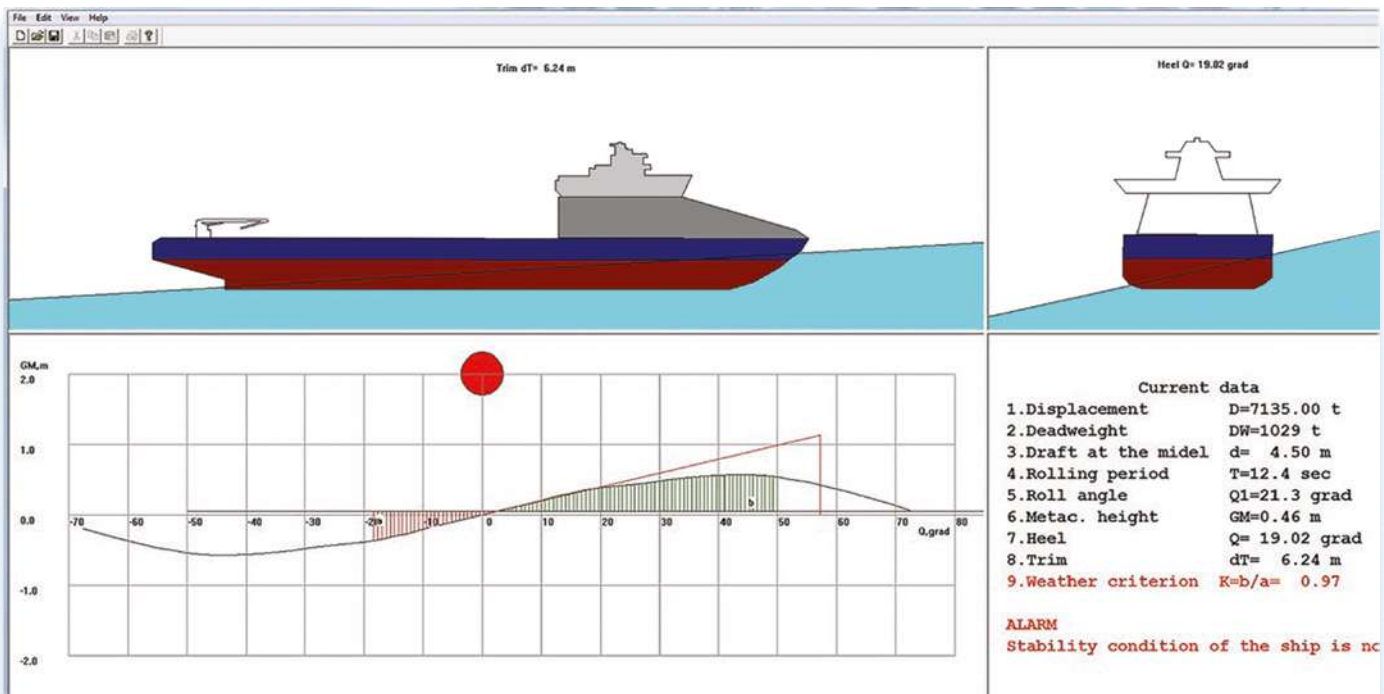 File Edit View Help
Trim dT= 6.24 m
Heel Q= 19.02 grad
GM,m
2.0
1.0
0.0
-1.0
-2.0
-70 -60 -50 -40 -30 -20 -10 0 10 20 30 40 50 60 70 80
Q,grad
a
b
Current data
1.Displacement D=7135.00 t
2.Deadweight DW=1029 t
3.Draft at the midel d= 4.50 m
4.Rolling period T=12.4 sec
5.Roll angle Q1=21.3 grad
6.Metac. height GM=0.46 m
7.Heel Q= 19.02 grad
8.Trim dT= 6.24 m
9.Weather criterion K=b/a= 0.97
ALARM
Stability condition of the ship is no